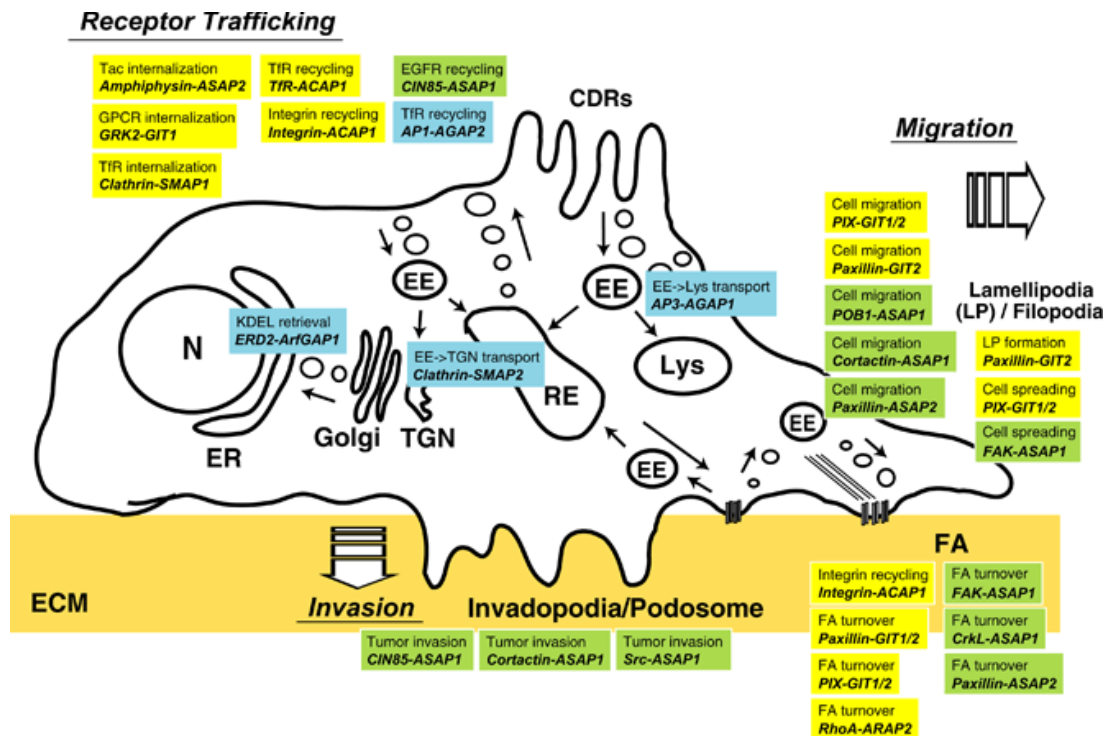 Receptor Trafficking
Tac internalization
Amphiphysin-ASAP2
GPCR internalization
GRK2-GIT1
TfR internalization
Clathrin-SMAP1
TfR recycling
TfR-ACAP1
Integrin recycling
Integrin-ACAP1
EGFR recycling
CIN85-ASAP1
TfR recycling
AP1-AGAP2
CDRs
Migration
Cell migration
PIX-GIT1/2
Cell migration
Paxillin-GIT2
Cell migration
POB1-ASAP1
Cell migration
Cortactin-ASAP1
Cell migration
Paxillin-ASAP2
Lamellipodia
(LP) / Filopodia
LP formation
Paxillin-GIT2
Cell spreading
PIX-GIT1/2
Cell spreading
FAK-ASAP1
EE
EE
EE->Lys transport
AP3-AGAP1
N
KDEL retrieval
ERD2-ArfGAP1
EE->TGN transport
Clathrin-SMAP2
Lys
RE
EE
Golgi
TGN
ER
EE
ECM
Invasion
Invadopodia/Podosome
FA
Tumor invasion
CIN85-ASAP1
Tumor invasion
Cortactin-ASAP1
Tumor invasion
Src-ASAP1
Integrin recycling
Integrin-ACAP1
FA turnover
Paxillin-GIT1/2
FA turnover
PIX-GIT1/2
FA turnover
RhoA-ARAP2
FA turnover
FAK-ASAP1
FA turnover
CrkL-ASAP1
FA turnover
Paxillin-ASAP2